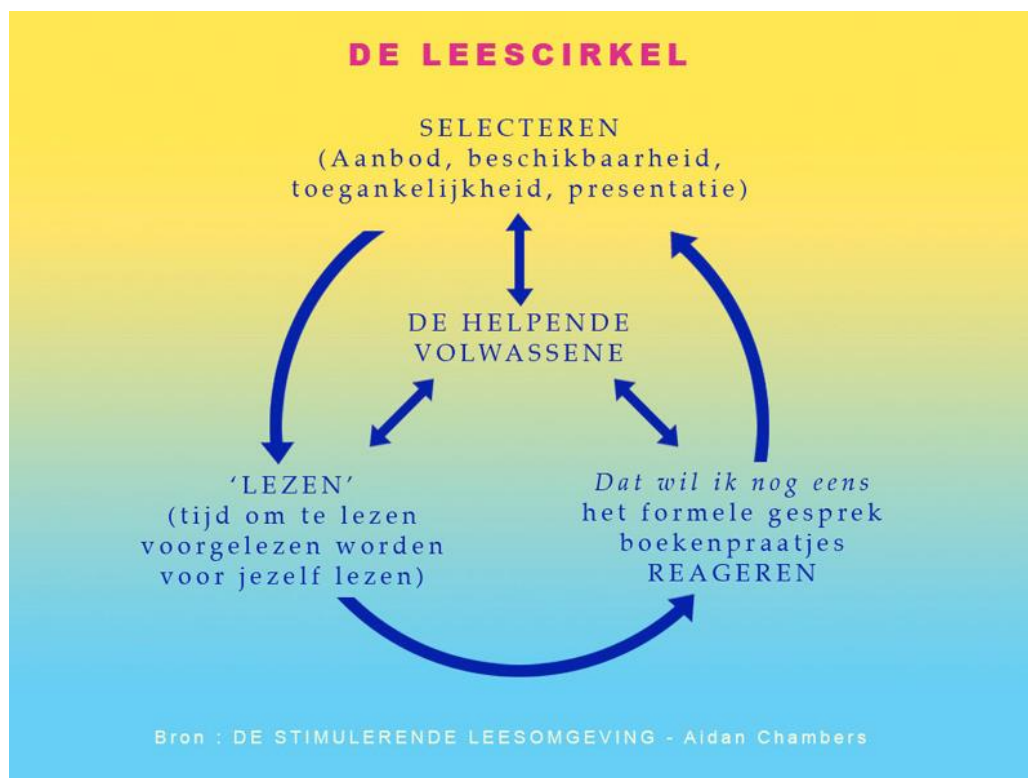 DE LEESCIRKEL
SELECTEREN
(Aanbod, beschikbaarheid,
toegankelijkheid, presentatie)
DE HELPENDE
VOLWASSENE
‘LEZEN’
(tijd om te lezen
voorgelezen worden
voor jezelf lezen)
Dat wil ik nog eens
het formele gesprek
boekenpraatjes
REAGEREN
Bron : DE STIMULERENDE LEESOMGEVING - Aidan Chambers